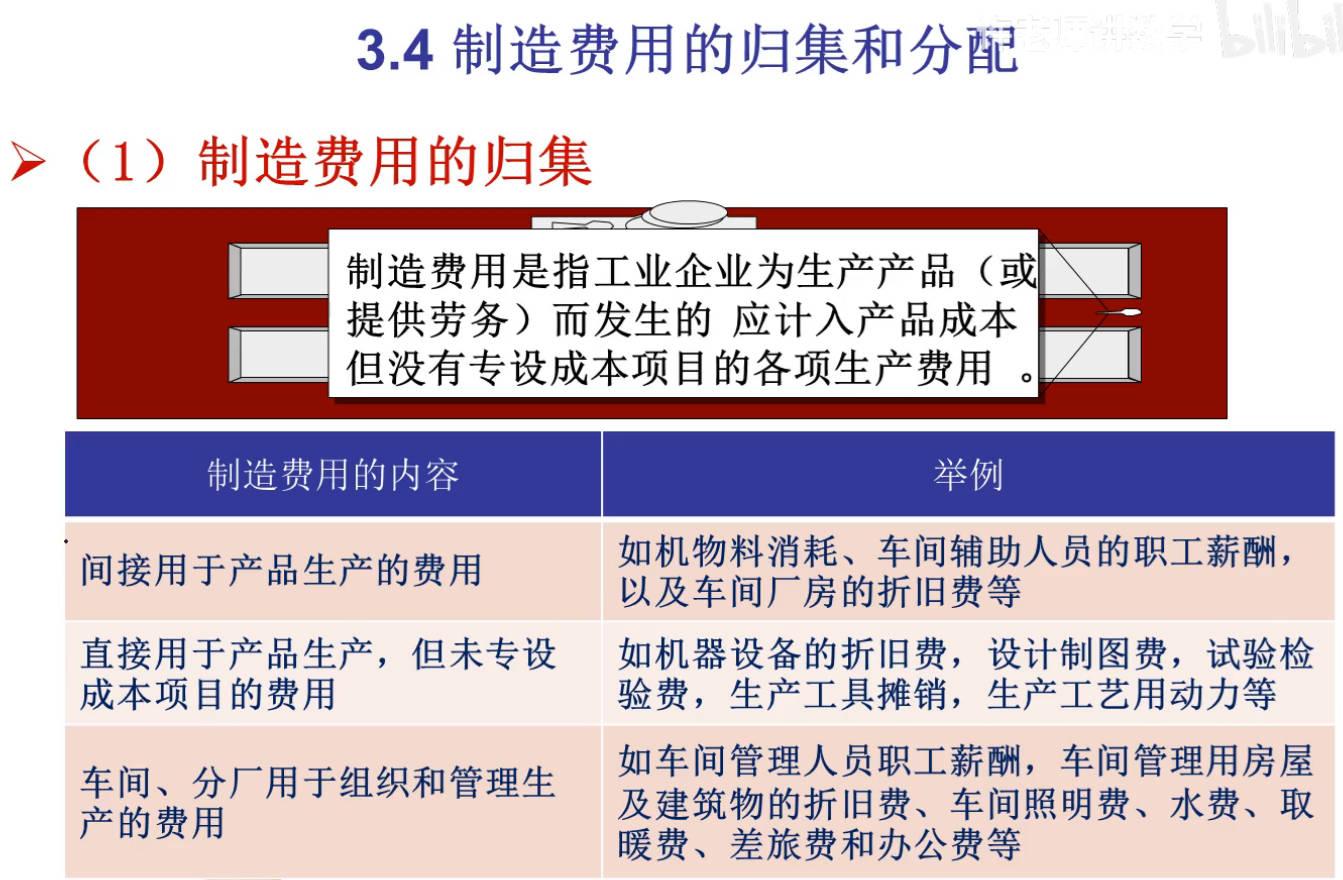 3.4 制造费用的归集和分配
bilibili
（1）制造费用的归集
制造费用是指工业企业为生产产品（或
提供劳务）而发生的 应计入产品成本
但没有专设成本项目的各项生产费用 。
制造费用的内容
举例
间接用于产品生产的费用
如机物料消耗、车间辅助人员的职工薪酬，
以及车间厂房的折旧费等
直接用于产品生产，但未专设
成本项目的费用
如机器设备的折旧费，设计制图费，试验检
验费，生产工具摊销，生产工艺用动力等
车间、分厂用于组织和管理生
产的费用
如车间管理人员职工薪酬，车间管理用房屋
及建筑物的折旧费、车间照明费、水费、取
暖费、差旅费和办公费等